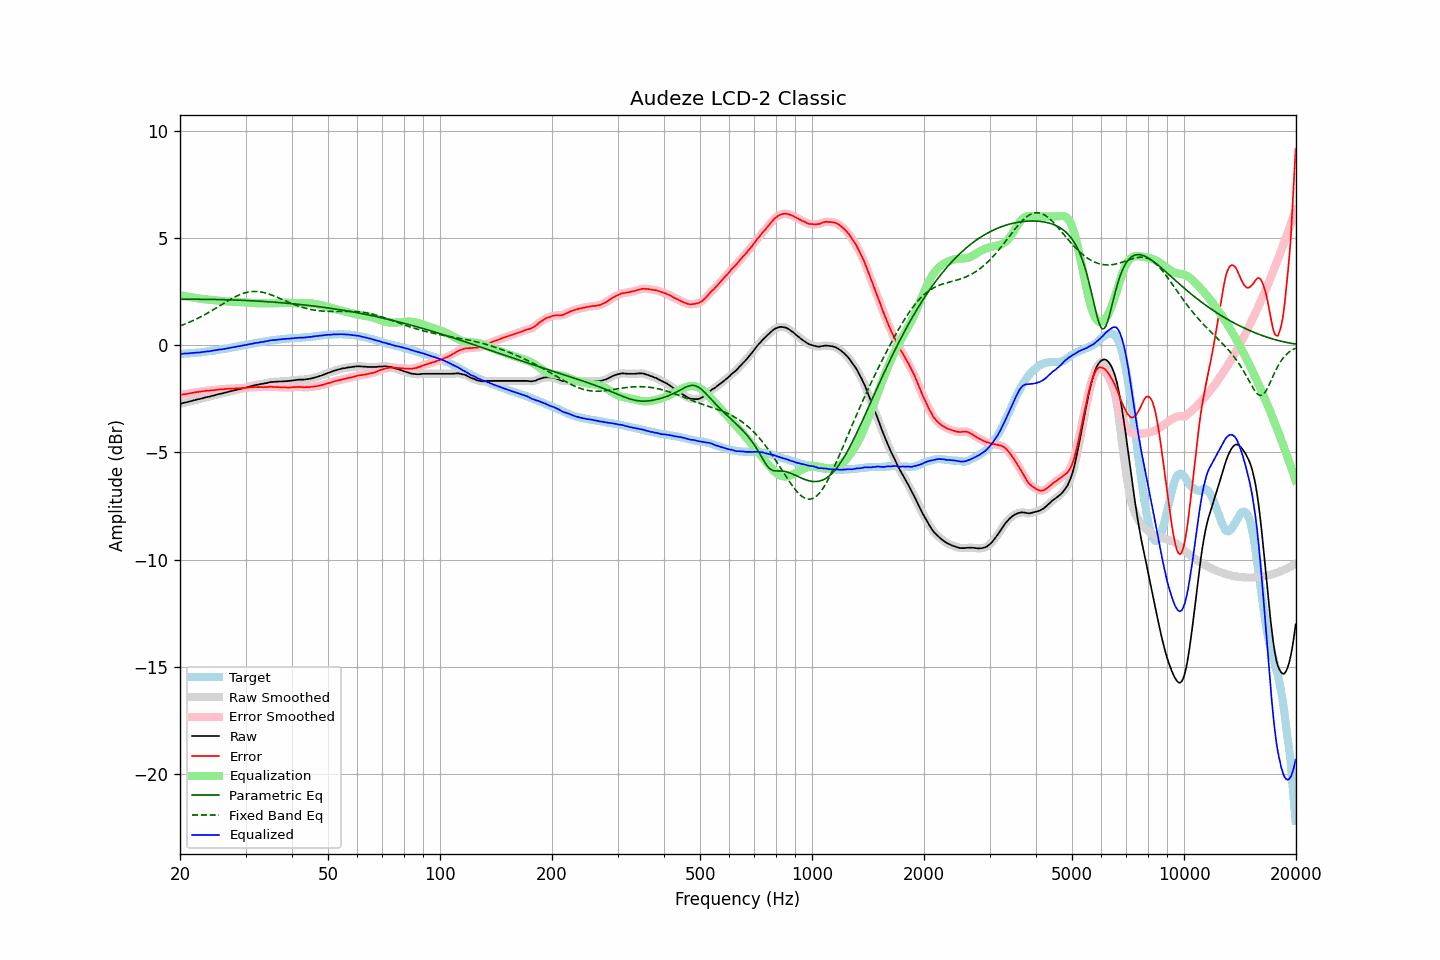 Audeze LCD-2 Classic
10
5
0
−5
−10
−15
−20
Amplitude (dBr)
Target
Raw Smoothed
Error Smoothed
Raw
Error
Equalization
Parametric Eq
Fixed Band Eq
Equalized
20 50 100 200 500 1000 2000 5000 10000 20000
Frequency (Hz)